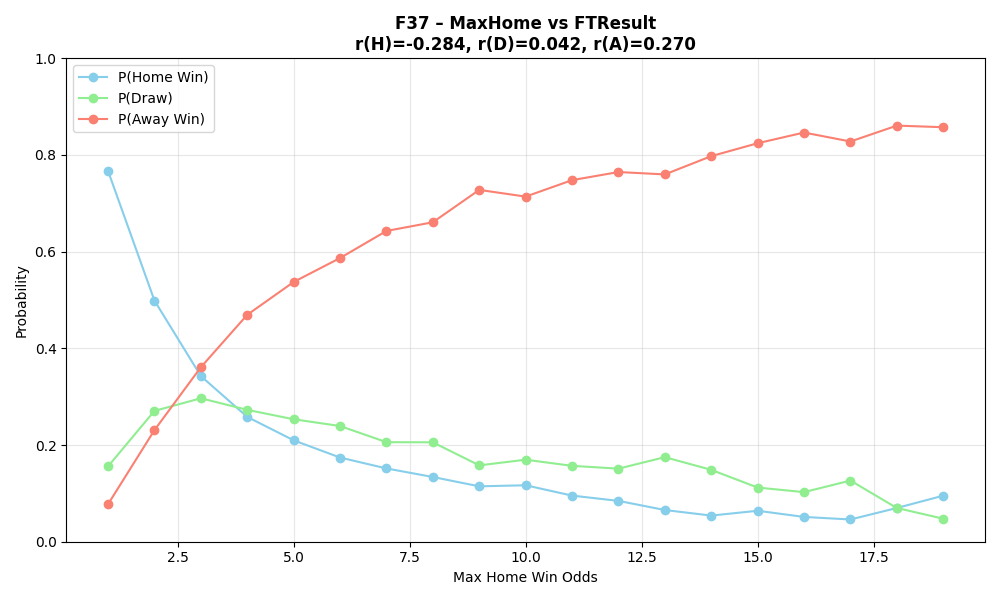 F37 – MaxHome vs FTResult
r(H)=-0.284, r(D)=0.042, r(A)=0.270
P(Home Win)
P(Draw)
P(Away Win)
Probability
1.0
0.8
0.6
0.4
0.2
0.0
2.5 5.0 7.5 10.0 12.5 15.0 17.5
Max Home Win Odds